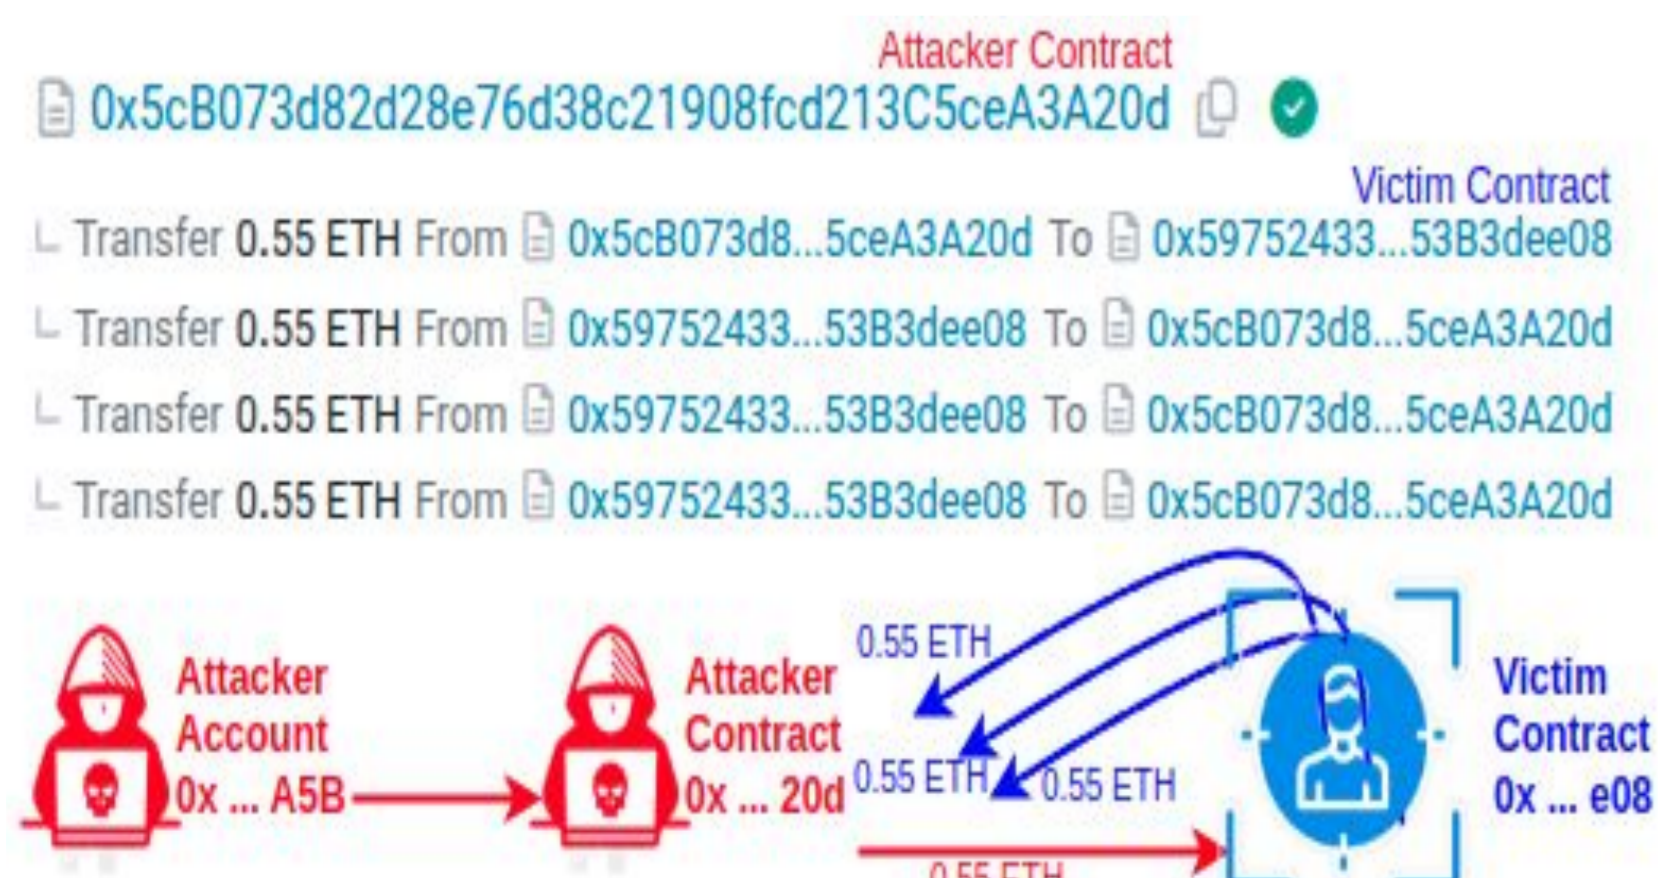 Attacker Contract
0x5cB073d82d28e76d38c21908fcd213C5ceA3A20d
Victim Contract
Transfer 0.55 ETH From 0x5cB073d8...5ceA3A20d To 0x59752433...53B3dee08
Transfer 0.55 ETH From 0x59752433...53B3dee08 To 0x5cB073d8...5ceA3A20d
Transfer 0.55 ETH From 0x59752433...53B3dee08 To 0x5cB073d8...5ceA3A20d
Transfer 0.55 ETH From 0x59752433...53B3dee08 To 0x5cB073d8...5ceA3A20d
Attacker
Account
0x ... A5B
Attacker
Contract
0x ... 20d
0.55 ETH
0.55 ETH
0.55 ETH
0.55 ETH
Victim
Contract
0x ... e08